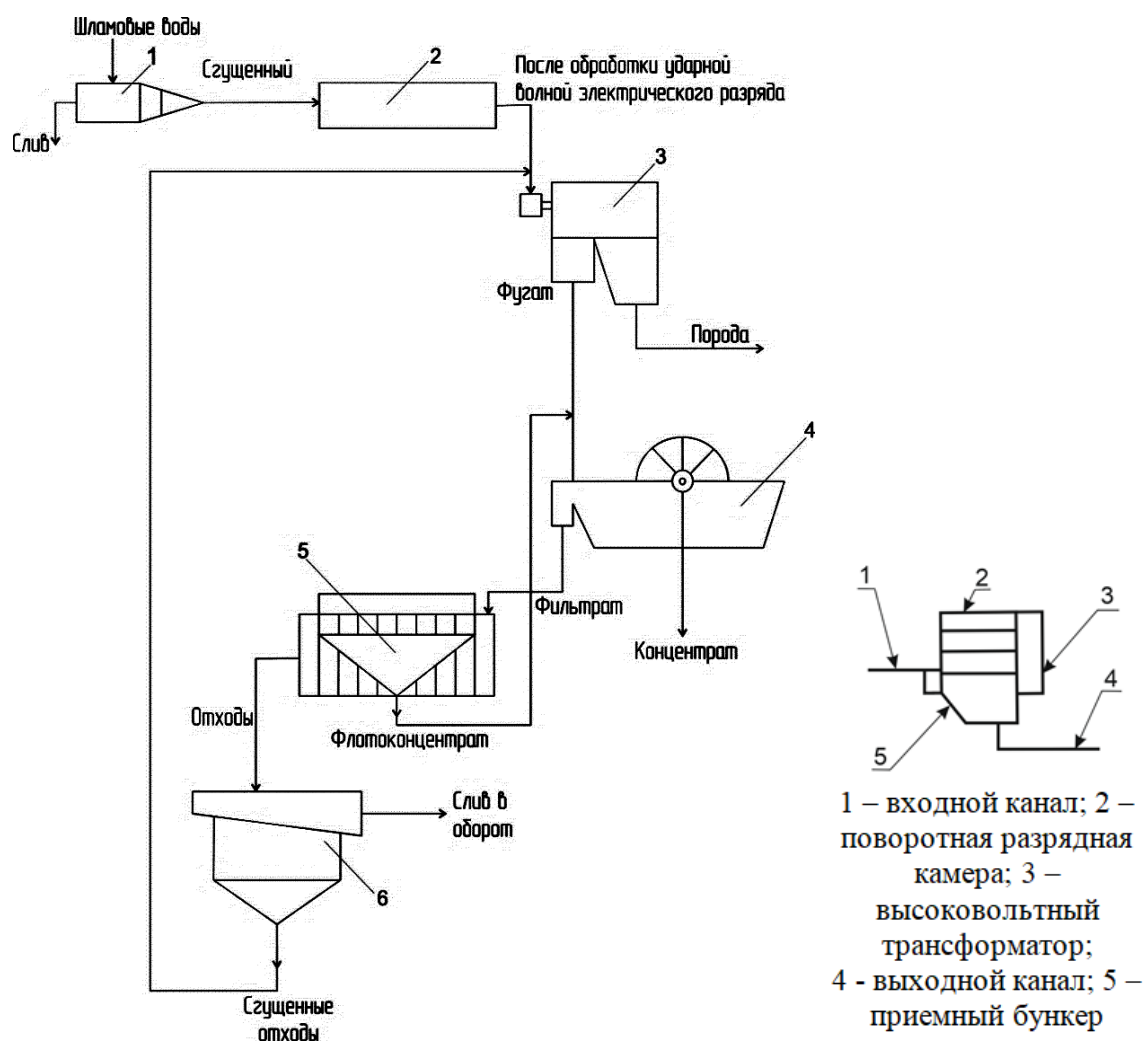 Шламовые воды
1
Сгущенный
2
После обработки ударной
волной электрического разряда
Слив
3
Фугат
Порода
4
5
Фильтрат
Концентрат
Отходы
Флотоконцентрат
Слив в
оборот
6
Сгущенные
отходы
1
2
3
4
5
1 – входной канал; 2 –
поворотная разрядная
камера; 3 –
высоковольтный
трансформатор;
4 - выходной канал; 5 –
приемный бункер